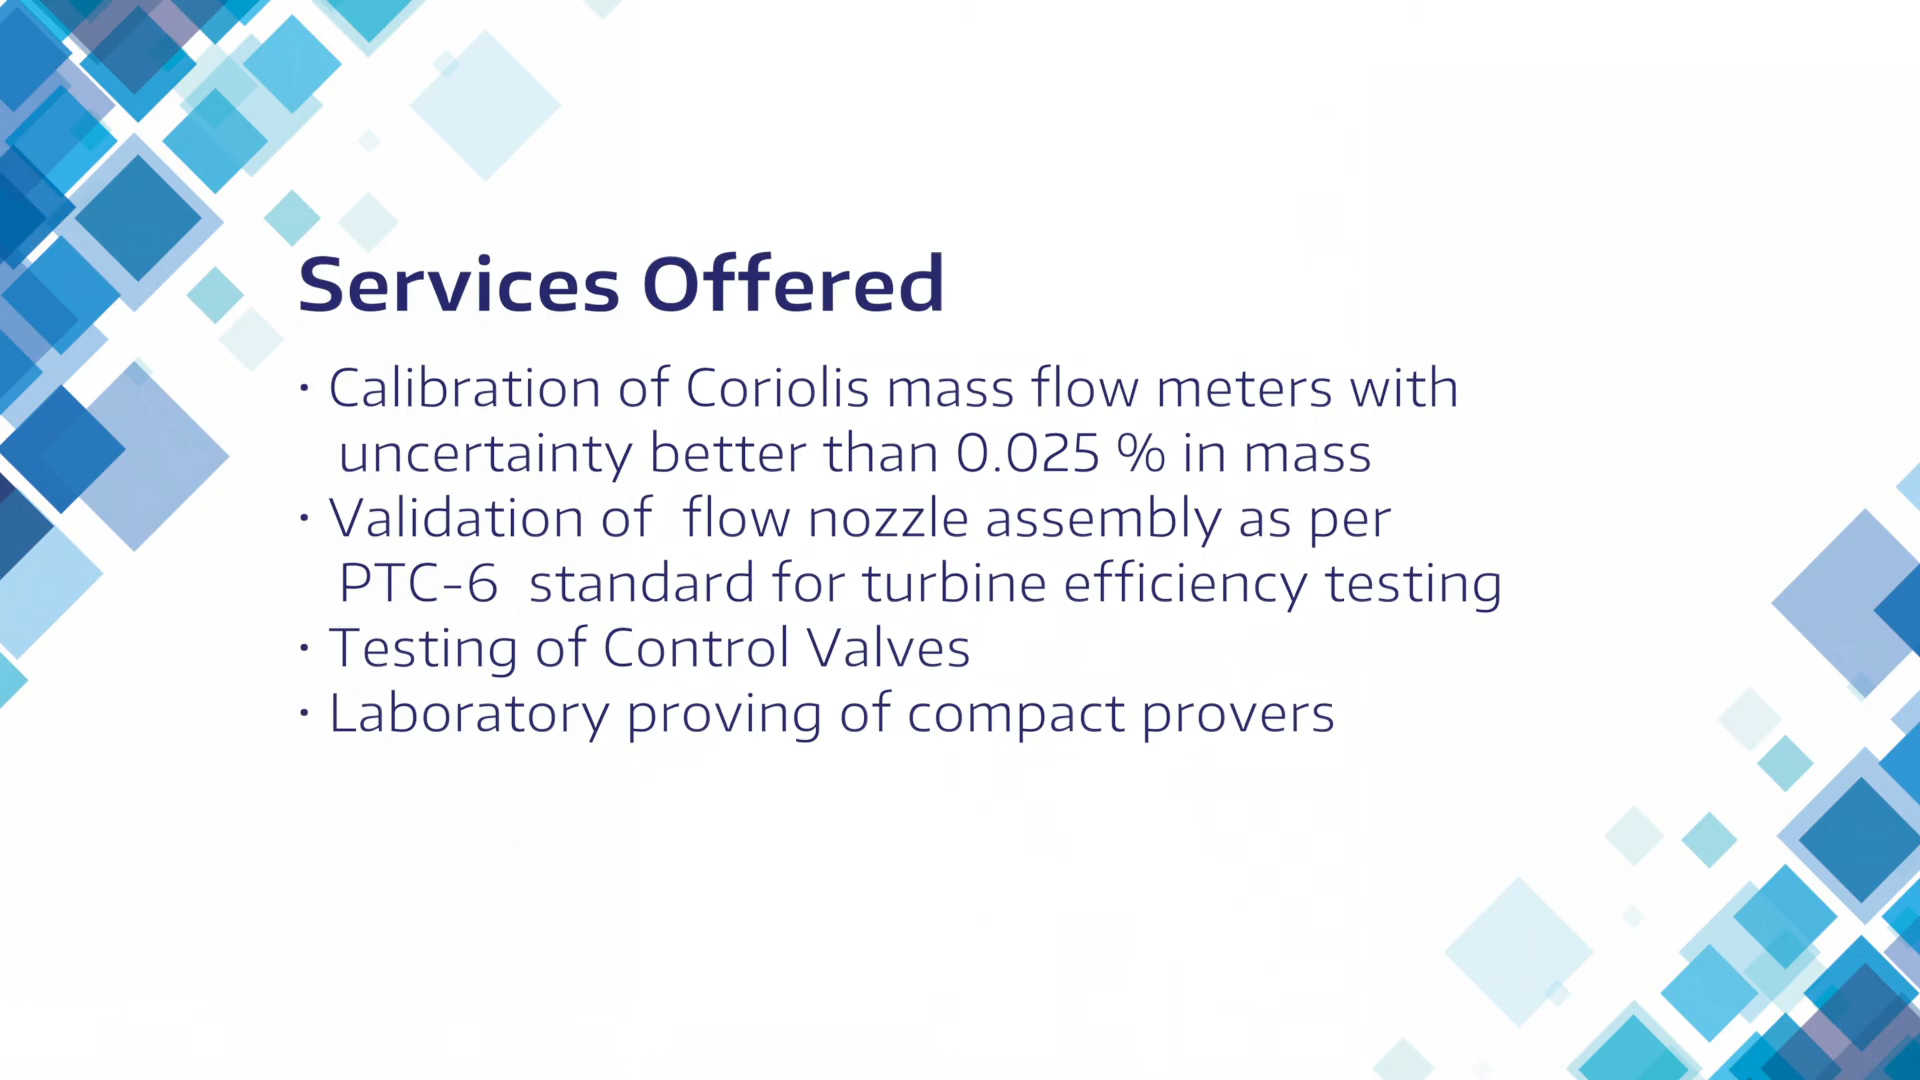 Services Offered
· Calibration of Coriolis mass flow meters with
uncertainty better than 0.025 % in mass
· Validation of flow nozzle assembly as per
PTC-6 standard for turbine efficiency testing
· Testing of Control Valves
· Laboratory proving of compact provers